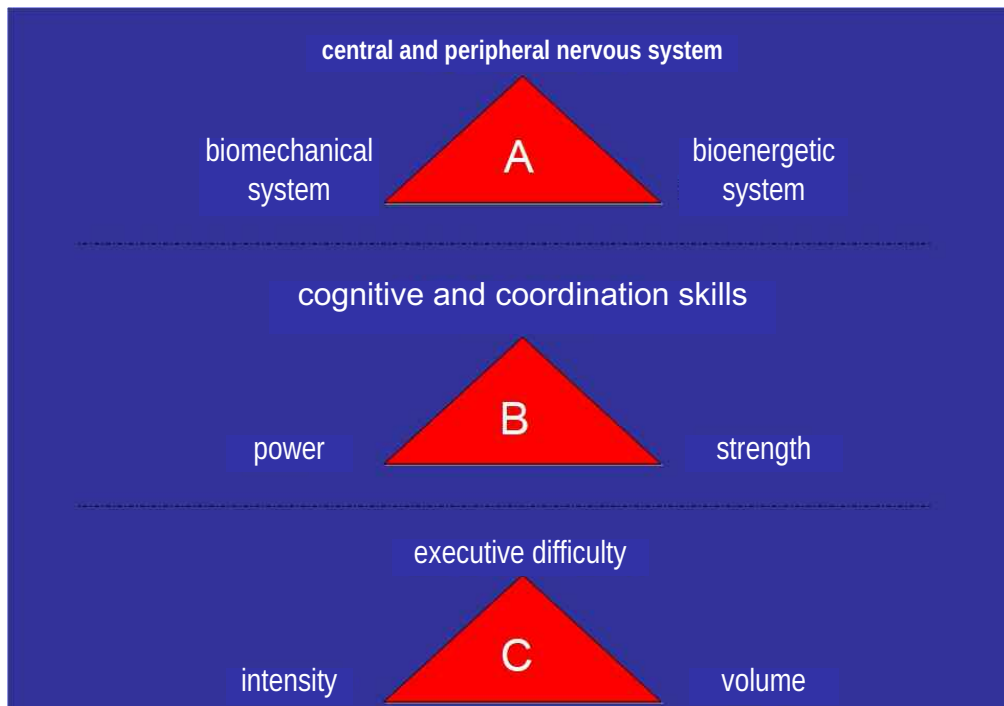 central and peripheral nervous system
A
biomechanical
system
bioenergetic
system
cognitive and coordination skills
B
power
strength
executive difficulty
C
intensity
volume